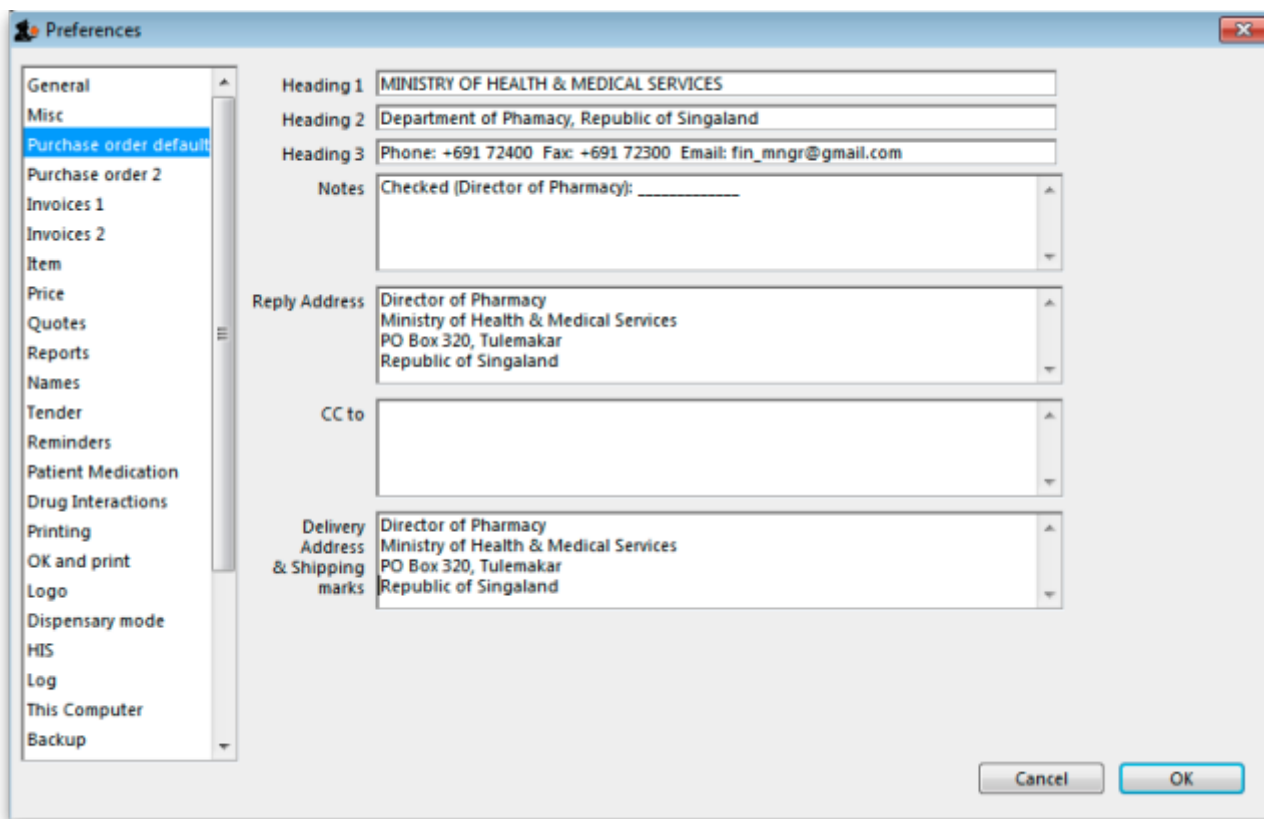 Preferences
General
Misc
Purchase order default
Purchase order 2
Invoices 1
Invoices 2
Item
Price
Quotes
Reports
Names
Tender
Reminders
Patient Medication
Drug Interactions
Printing
OK and print
Logo
Dispensary mode
HIS
Log
This Computer
Backup
Heading 1 MINISTRY OF HEALTH & MEDICAL SERVICES
Heading 2 Department of Phamacy, Republic of Singaland
Heading 3 Phone: +691 72400 Fax: +691 72300 Email: fin_mngr@gmail.com
Notes Checked (Director of Pharmacy): _____________
Reply Address Director of Pharmacy
Ministry of Health & Medical Services
PO Box 320, Tulemakar
Republic of Singaland
CC to
Delivery Director of Pharmacy
Address Ministry of Health & Medical Services
& Shipping PO Box 320, Tulemakar
marks Republic of Singaland
Cancel OK